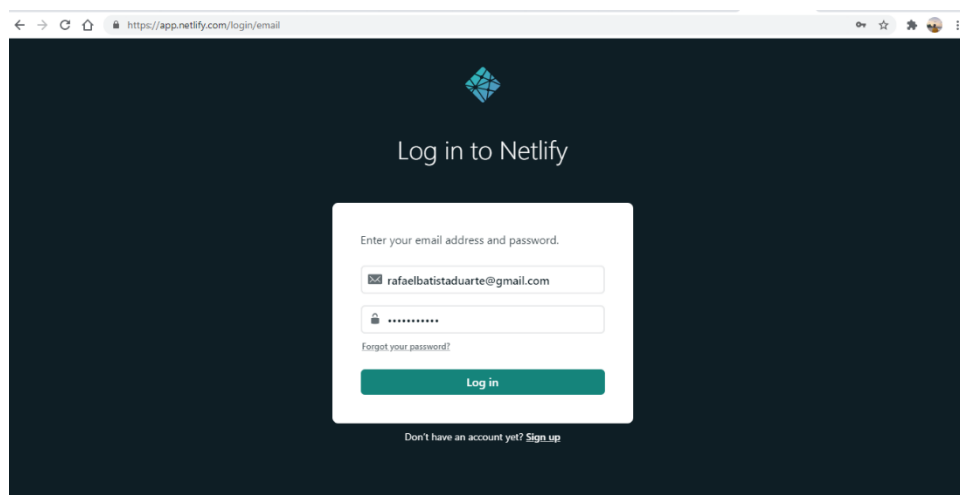 https://app.netlify.com/login/email
Log in to Netlify
Enter your email address and password.
rafaelbatistaduarte@gmail.com
•••••••••••
Forgot your password?
Log in
Don't have an account yet? Sign up